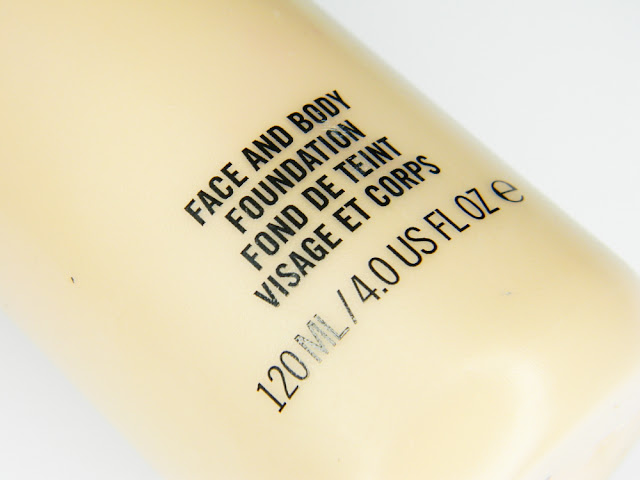 FACE AND BODY
FOUNDATION
FOND DE TEINT
VISAGE ET CORPS
120 ML / 4.0 US FL OZ ℮